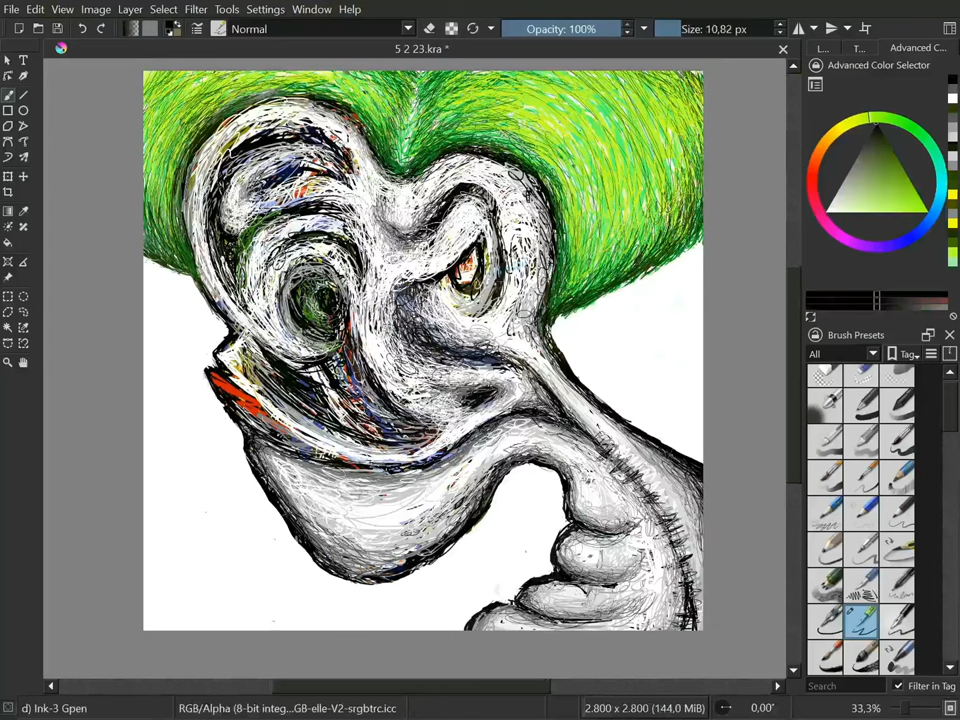 File Edit View Image Layer Select Filter Tools Settings Window Help
Normal Opacity: 100% Size: 10,82 px
5 2 23.kra *
L... T... Advanced C...
Advanced Color Selector
Brush Presets
All Tag
Search Filter in Tag
d) Ink-3 Gpen RGB/Alpha (8-bit integ...GB-elle-V2-srgbtrc.icc 2.800 x 2.800 (144,0 MiB) 0,00° 33,3%